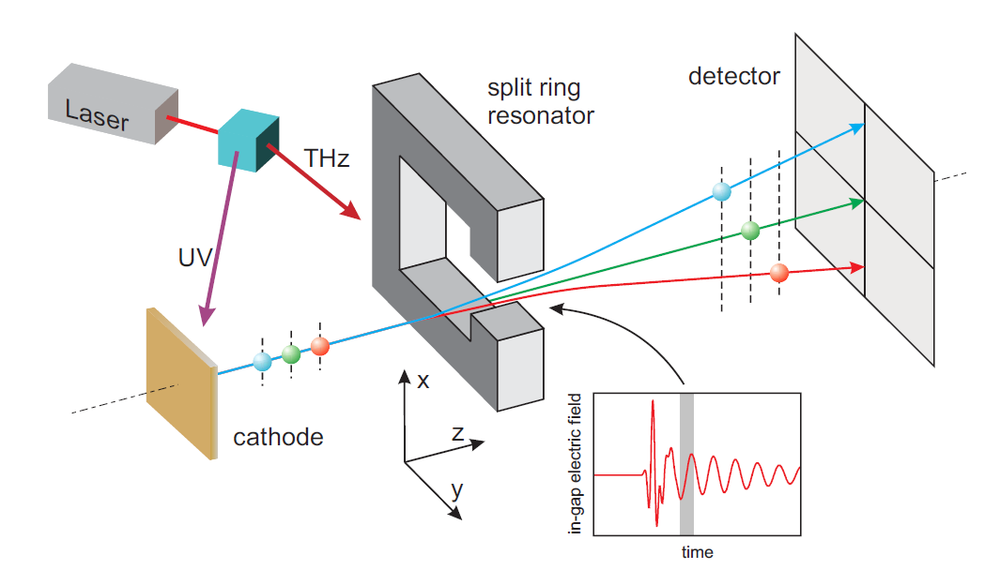 Laser
THz
UV
split ring
resonator
detector
cathode
x
z
y
in-gap electric field
time